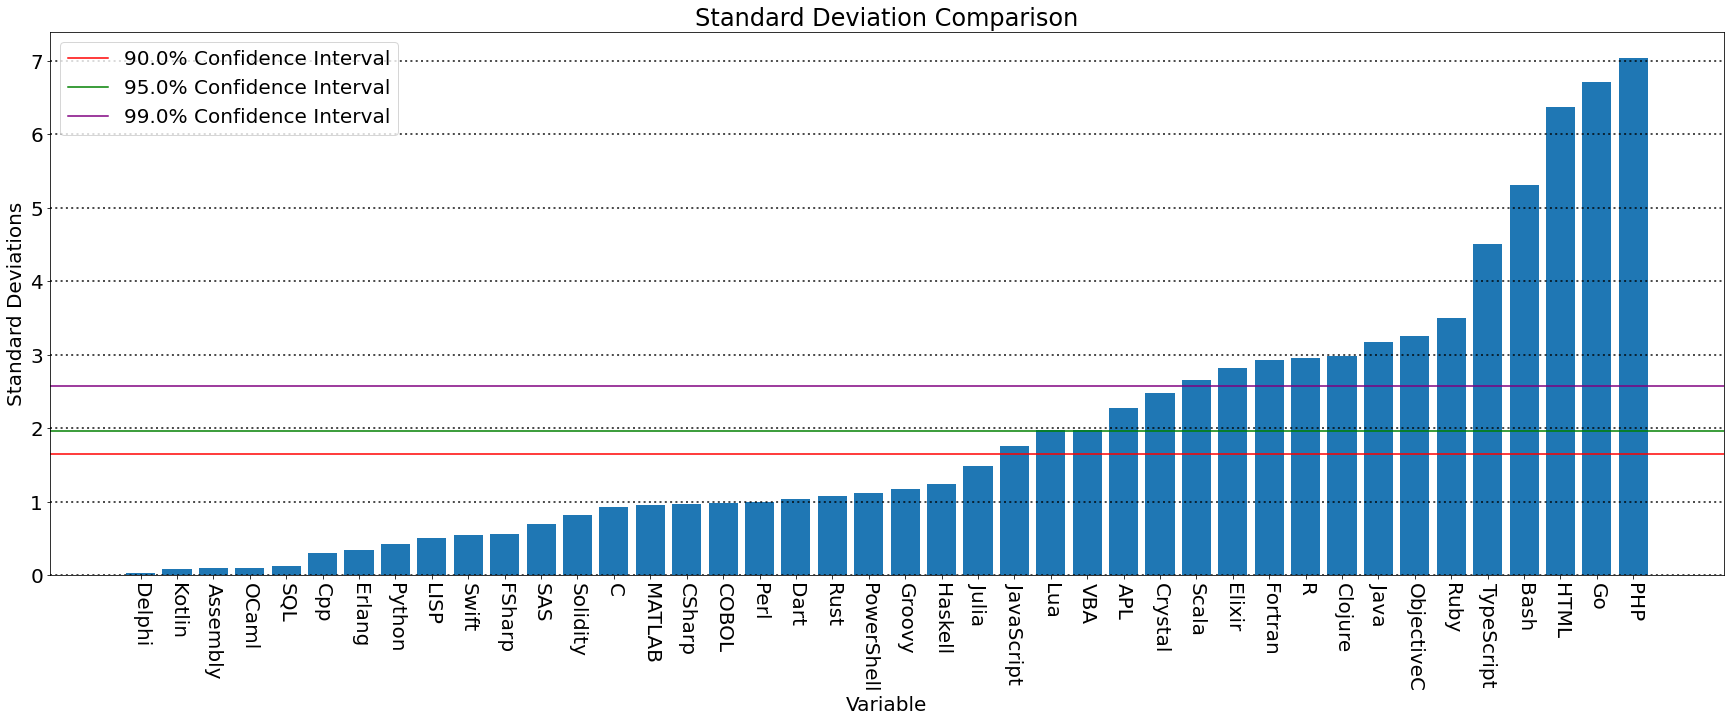 Standard Deviation Comparison
90.0% Confidence Interval
95.0% Confidence Interval
99.0% Confidence Interval
7
6
5
4
3
2
1
0
Standard Deviations
Delphi
Kotlin
Assembly
OCaml
SQL
Cpp
Erlang
Python
LISP
Swift
FSharp
SAS
Solidity
C
MATLAB
CSharp
COBOL
Perl
Dart
Rust
PowerShell
Groovy
Haskell
Julia
JavaScript
Lua
VBA
APL
Crystal
Scala
Elixir
Fortran
R
Clojure
Java
ObjectiveC
Ruby
TypeScript
Bash
HTML
Go
PHP
Variable